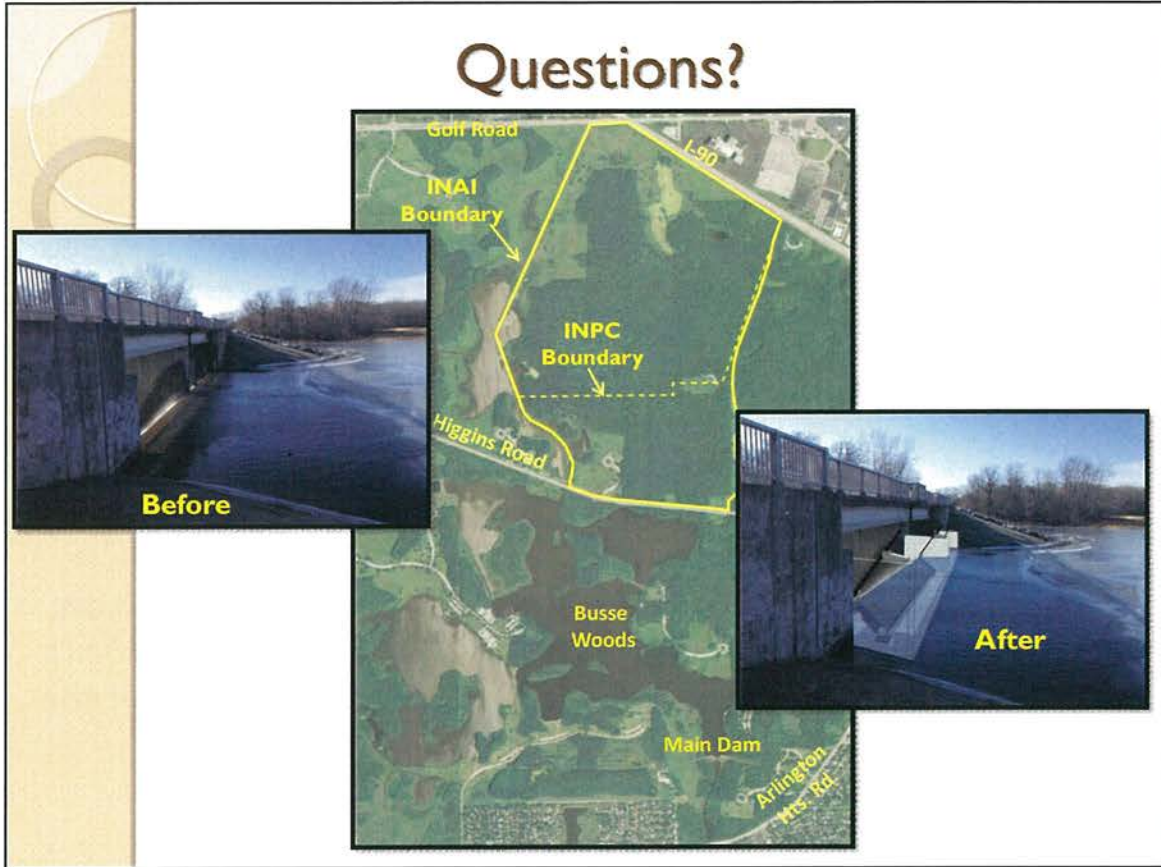 Questions?
Golf Road
I-90
INAI
Boundary
INPC
Boundary
Higgins Road
Before
Busse
Woods
After
Main Dam
Arlington
Hts. Rd